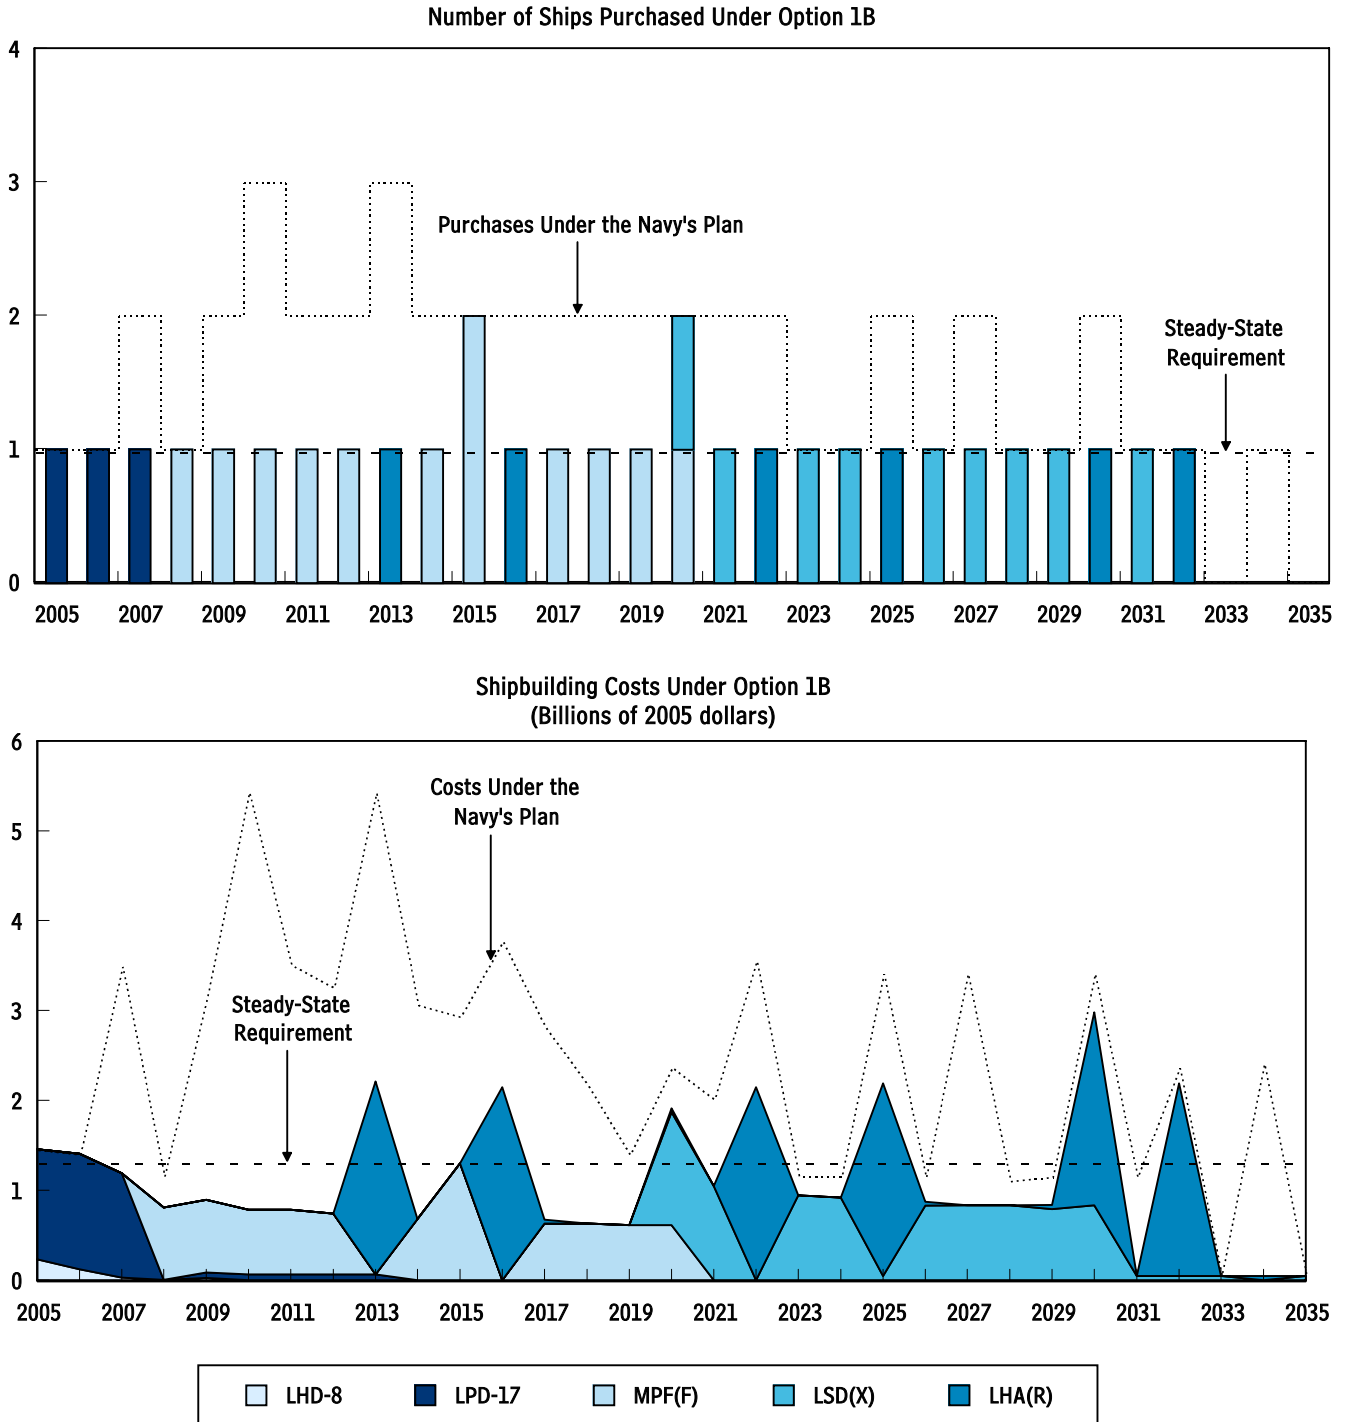 Number of Ships Purchased Under Option 1B
4
3
Purchases Under the Navy's Plan
2
Steady-State
Requirement
1
0
2005 2007 2009 2011 2013 2015 2017 2019 2021 2023 2025 2027 2029 2031 2033 2035
Shipbuilding Costs Under Option 1B
(Billions of 2005 dollars)
6
Costs Under the
Navy's Plan
5
4
3
Steady-State
Requirement
2
1
0
2005 2007 2009 2011 2013 2015 2017 2019 2021 2023 2025 2027 2029 2031 2033 2035
LHD-8 LPD-17 MPF(F) LSD(X) LHA(R)